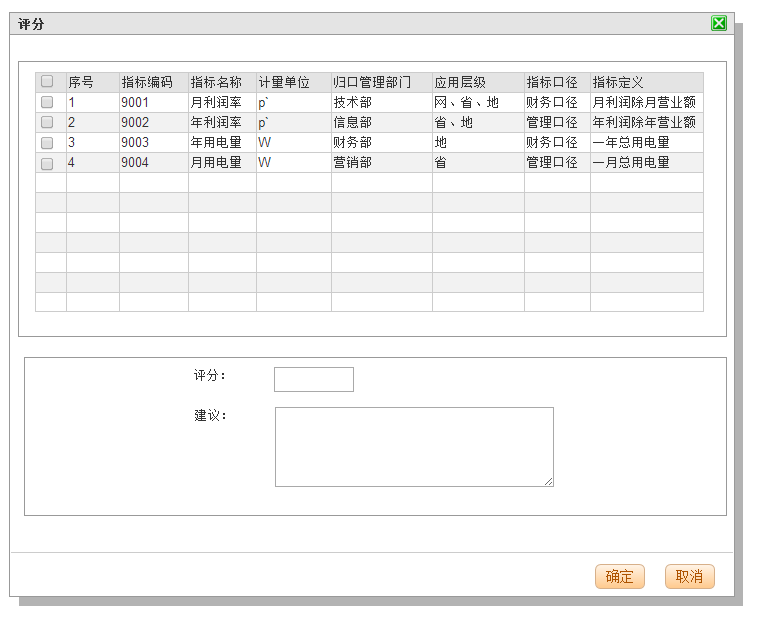 评分
序号 指标编码 指标名称 计量单位 归口管理部门 应用层级 指标口径 指标定义
1 9001 月利润率 p` 技术部 网、省、地 财务口径 月利润除月营业额
2 9002 年利润率 p` 信息部 省、地 管理口径 年利润除年营业额
3 9003 年用电量 W 财务部 地 财务口径 一年总用电量
4 9004 月用电量 W 营销部 省 管理口径 一月总用电量
评分：
建议：
确定 取消